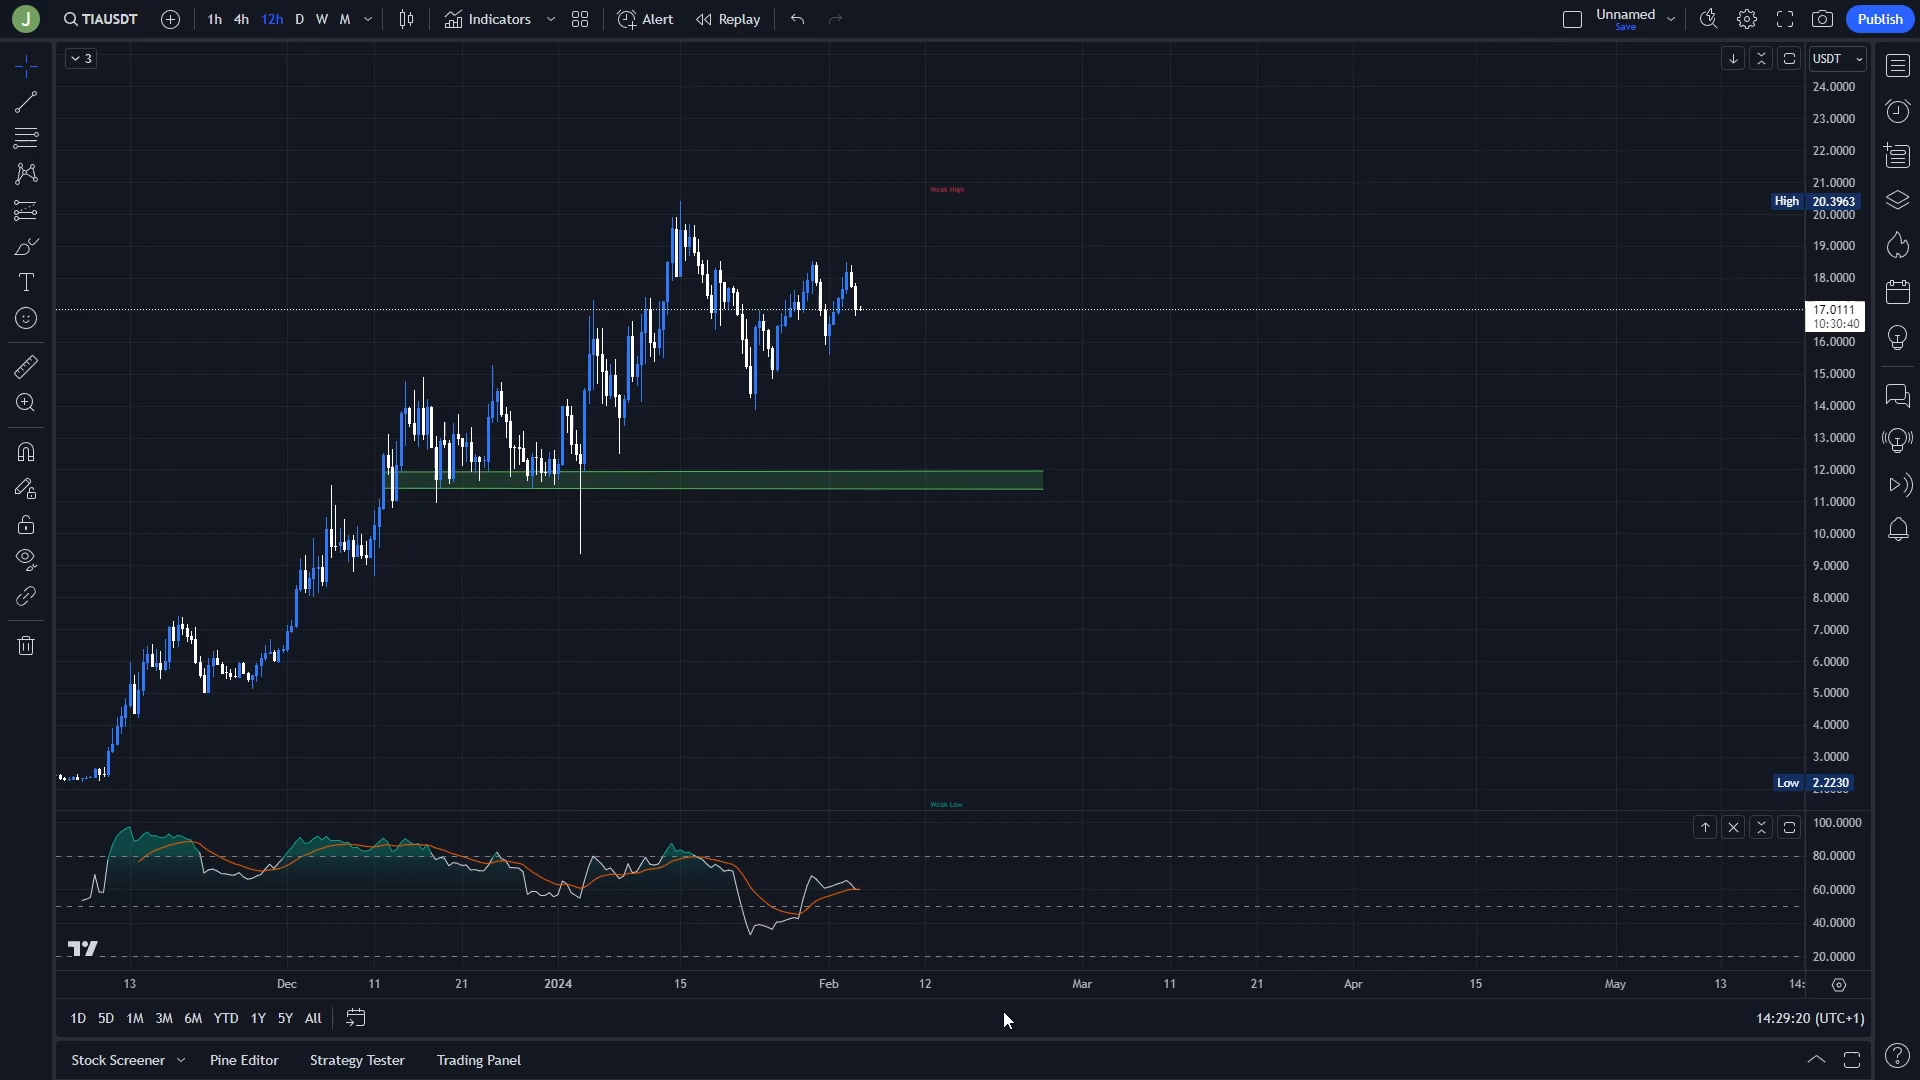 J
TIAUSDT
1h 4h 12h D W M
Indicators
Alert
Replay
Unnamed
Save
Publish
3
USDT
24.0000
23.0000
22.0000
21.0000
Weak High
High 20.3963
20.0000
19.0000
18.0000
17.0111
10:30:40
16.0000
15.0000
14.0000
13.0000
12.0000
11.0000
10.0000
9.0000
8.0000
7.0000
6.0000
5.0000
4.0000
3.0000
Low 2.2230
Weak Low
100.0000
80.0000
60.0000
40.0000
20.0000
13 Dec 11 21 2024 15 Feb 12 Mar 11 21 Apr 15 May 13 14:
1D 5D 1M 3M 6M YTD 1Y 5Y All
14:29:20 (UTC+1)
Stock Screener Pine Editor Strategy Tester Trading Panel